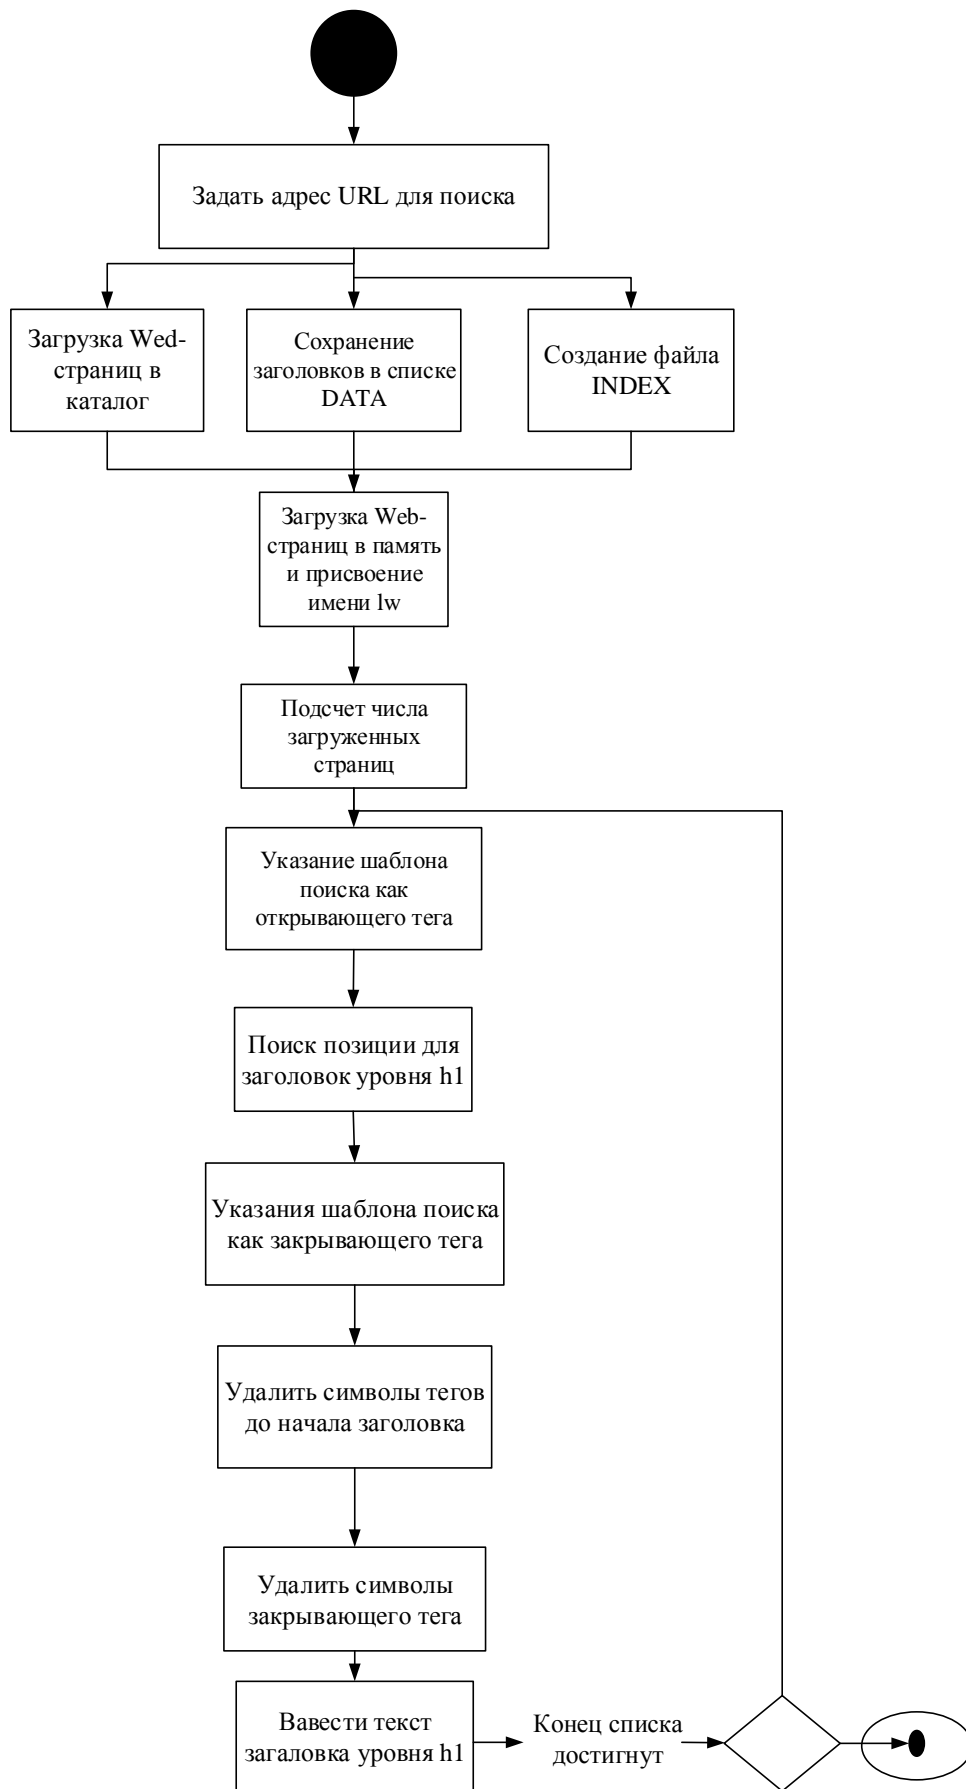 Задать адрес URL для поиска
Загрузка Wed-
страниц в
каталог
Сохранение
заголовков в списке
DATA
Создание файла
INDEX
Загрузка Web-
страниц в память
и присвоение
имени lw
Подсчет числа
загруженных
страниц
Указание шаблона
поиска как
открывающего тега
Поиск позиции для
заголовок уровня h1
Указания шаблона поиска
как закрывающего тега
Удалить символы тегов
до начала заголовка
Удалить символы
закрывающего тега
Вавести текст
загаловка уровня h1
Конец списка
достигнут